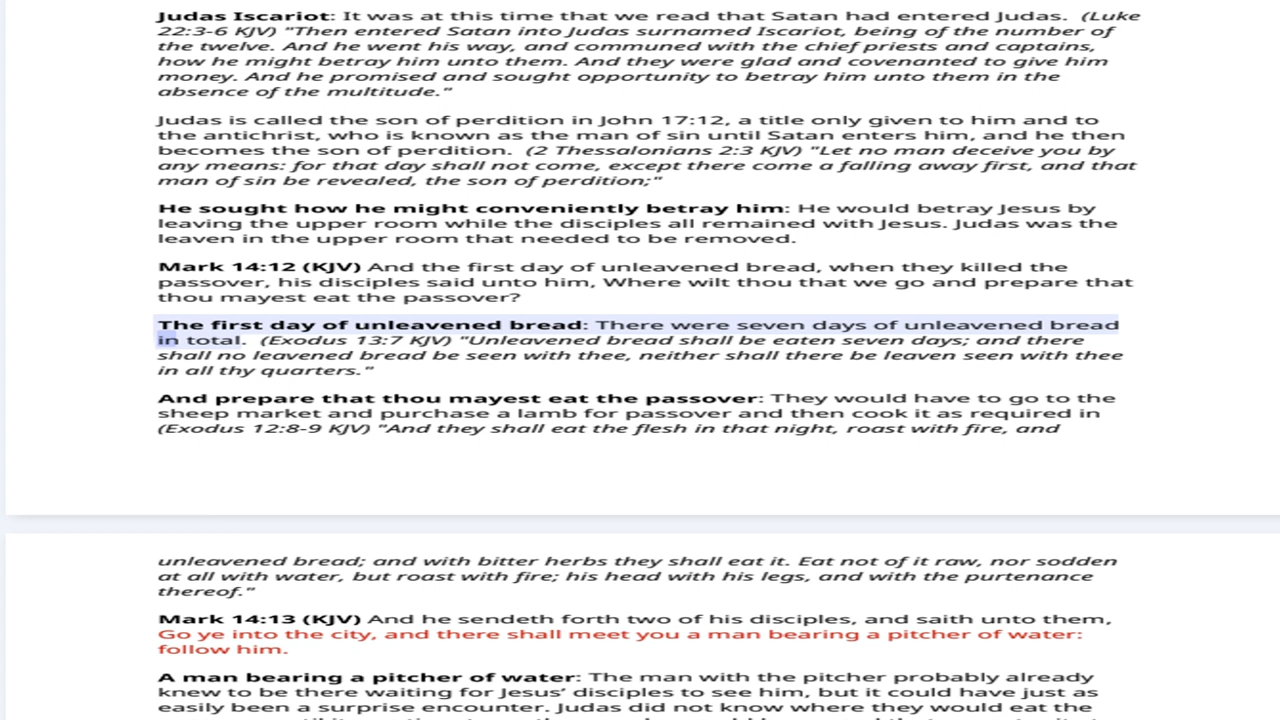 Judas Iscariot: It was at this time that we read that Satan had entered Judas. (Luke
22:3-6 KJV) "Then entered Satan into Judas surnamed Iscariot, being of the number of
the twelve. And he went his way, and communed with the chief priests and captains,
how he might betray him unto them. And they were glad and covenanted to give him
money. And he promised and sought opportunity to betray him unto them in the
absence of the multitude."
Judas is called the son of perdition in John 17:12, a title only given to him and to
the antichrist, who is known as the man of sin until Satan enters him, and he then
becomes the son of perdition. (2 Thessalonians 2:3 KJV) "Let no man deceive you by
any means: for that day shall not come, except there come a falling away first, and that
man of sin be revealed, the son of perdition;"
He sought how he might conveniently betray him: He would betray Jesus by
leaving the upper room while the disciples all remained with Jesus. Judas was the
leaven in the upper room that needed to be removed.
Mark 14:12 (KJV) And the first day of unleavened bread, when they killed the
passover, his disciples said unto him, Where wilt thou that we go and prepare that
thou mayest eat the passover?
The first day of unleavened bread: There were seven days of unleavened bread
in total. (Exodus 13:7 KJV) "Unleavened bread shall be eaten seven days; and there
shall no leavened bread be seen with thee, neither shall there be leaven seen with thee
in all thy quarters."
And prepare that thou mayest eat the passover: They would have to go to the
sheep market and purchase a lamb for passover and then cook it as required in
(Exodus 12:8-9 KJV) "And they shall eat the flesh in that night, roast with fire, and
unleavened bread; and with bitter herbs they shall eat it. Eat not of it raw, nor sodden
at all with water, but roast with fire; his head with his legs, and with the purtenance
thereof."
Mark 14:13 (KJV) And he sendeth forth two of his disciples, and saith unto them,
Go ye into the city, and there shall meet you a man bearing a pitcher of water:
follow him.
A man bearing a pitcher of water: The man with the pitcher probably already
knew to be there waiting for Jesus’ disciples to see him, but it could have just as
easily been a surprise encounter. Judas did not know where they would eat the